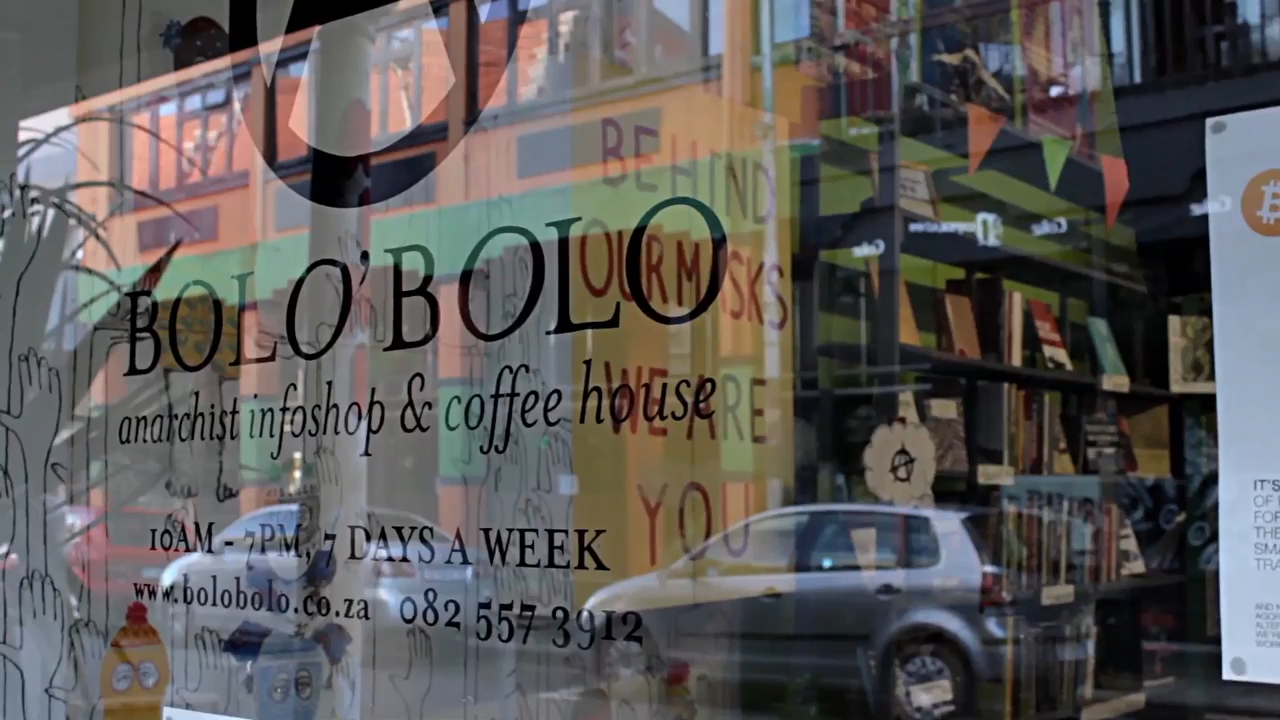 BOLO'BOLO
anarchist infoshop & coffee house
10AM - 7PM, 7 DAYS A WEEK
www.bolobolo.co.za 082 557 3912
BEHIND
OUR MASKS
WE ARE
YOU
IT'S